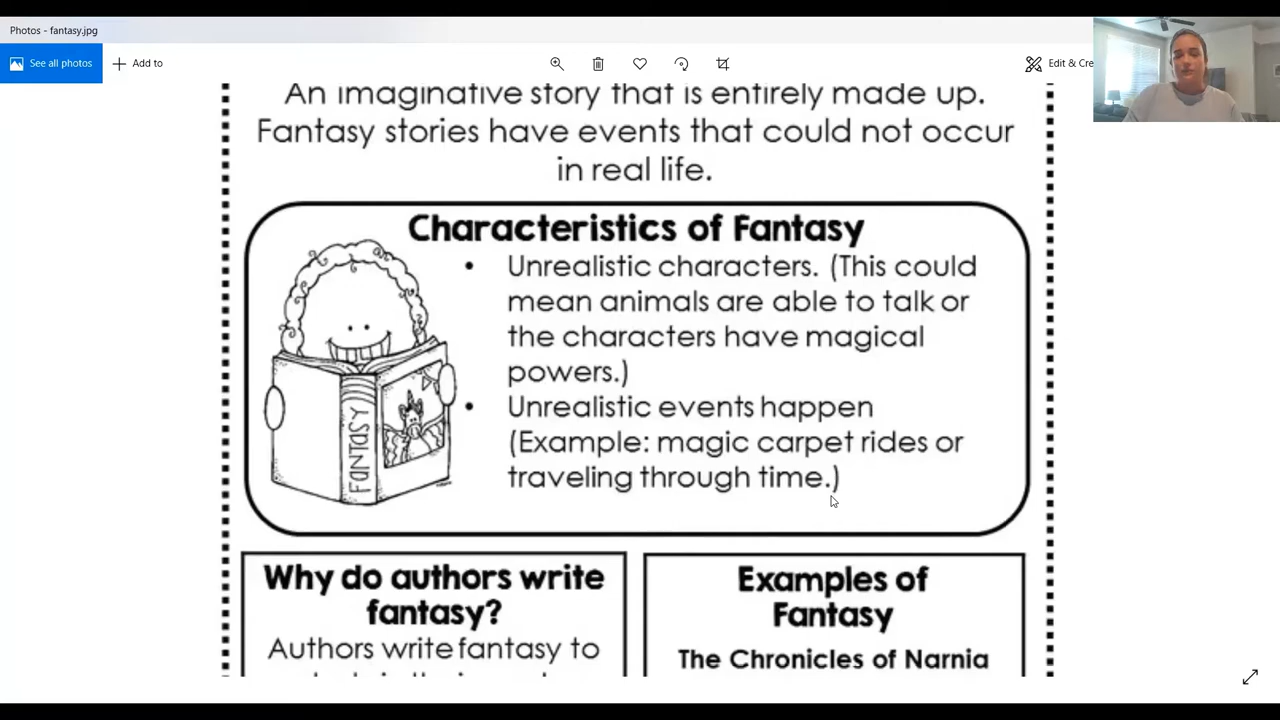 Photos - fantasy.jpg
See all photos
Add to
Edit & Cre
An imaginative story that is entirely made up.
Fantasy stories have events that could not occur
in real life.
Characteristics of Fantasy
• Unrealistic characters. (This could
mean animals are able to talk or
the characters have magical
powers.)
• Unrealistic events happen
(Example: magic carpet rides or
traveling through time.)
FANTASY
Why do authors write
fantasy?
Authors write fantasy to
Examples of
Fantasy
The Chronicles of Narnia